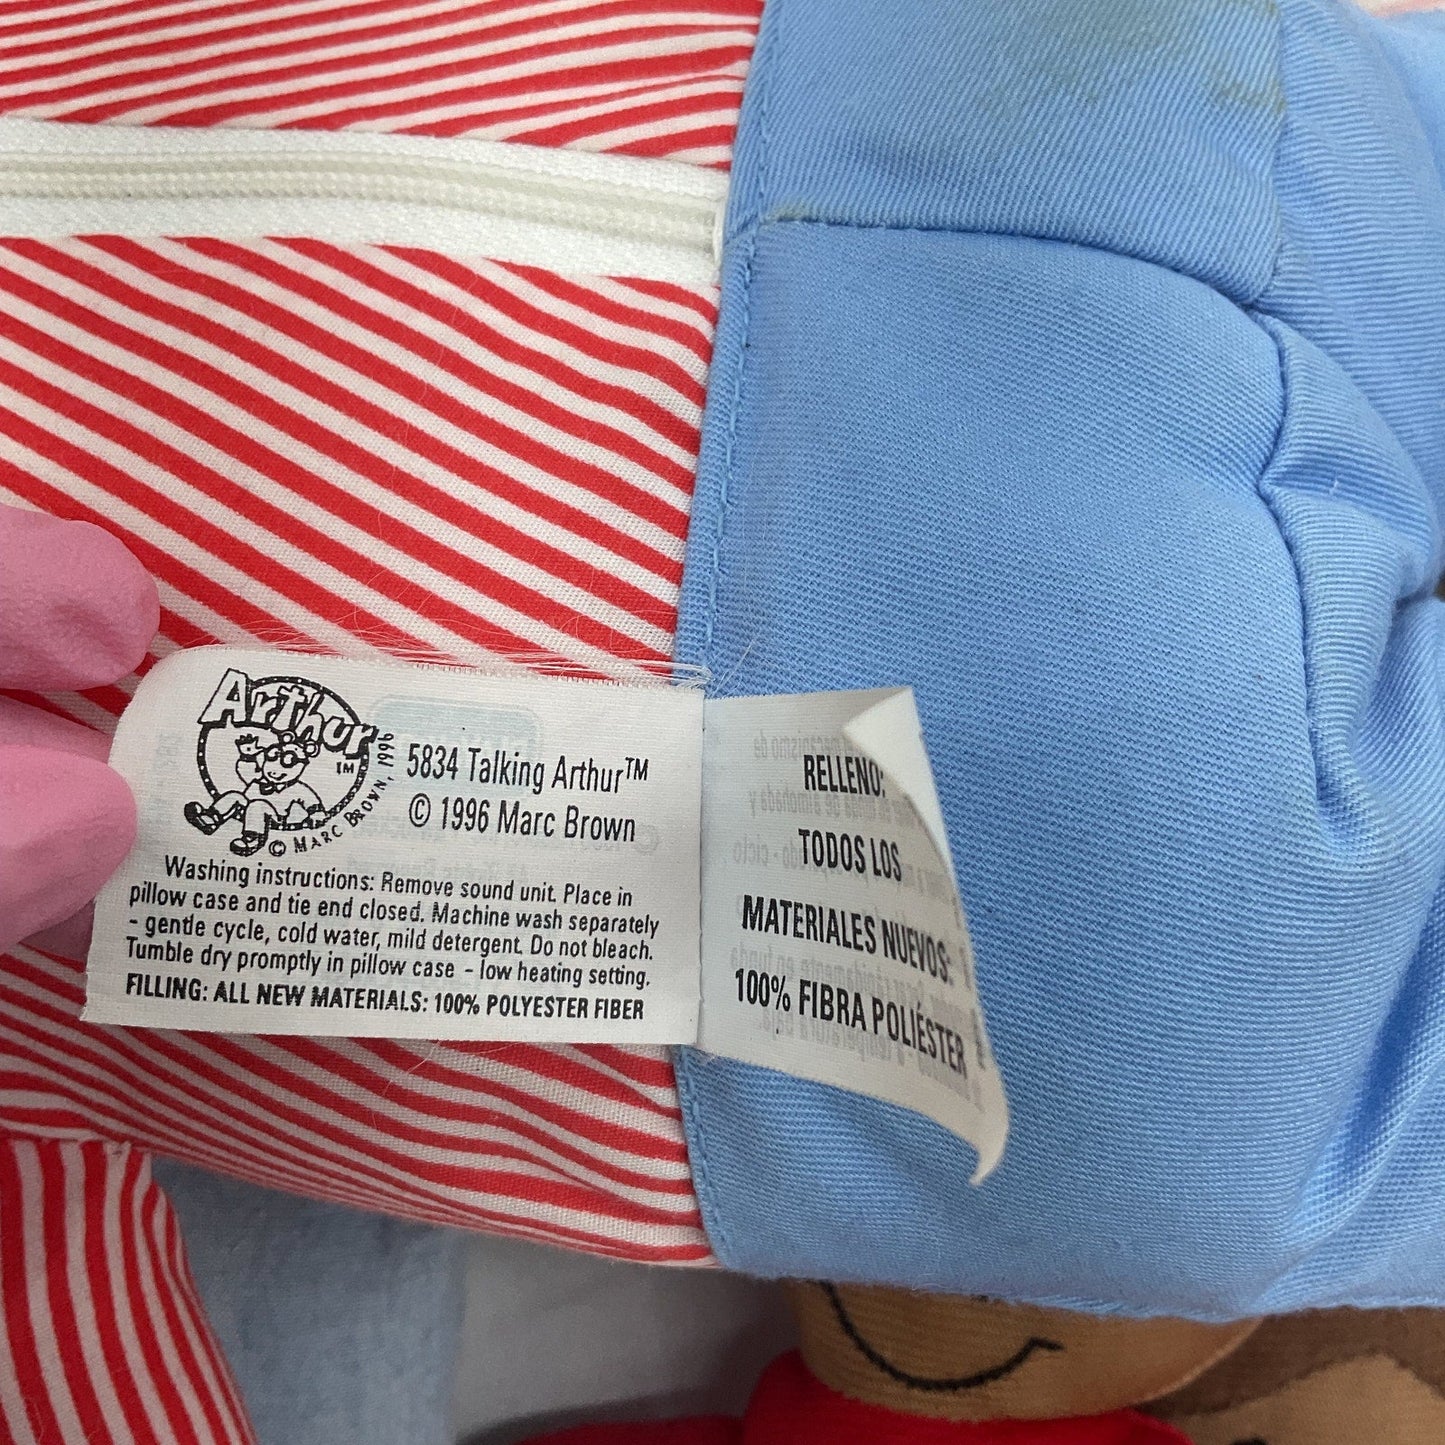 Arthur
TM
© MARC BROWN, 1996
5834 Talking Arthur™
© 1996 Marc Brown
Washing instructions: Remove sound unit. Place in
pillow case and tie end closed. Machine wash separately
- gentle cycle, cold water, mild detergent. Do not bleach.
Tumble dry promptly in pillow case - low heating setting.
FILLING: ALL NEW MATERIALS: 100% POLYESTER FIBER
RELLENO:
TODOS LOS
MATERIALES NUEVOS:
100% FIBRA POLIÉSTER